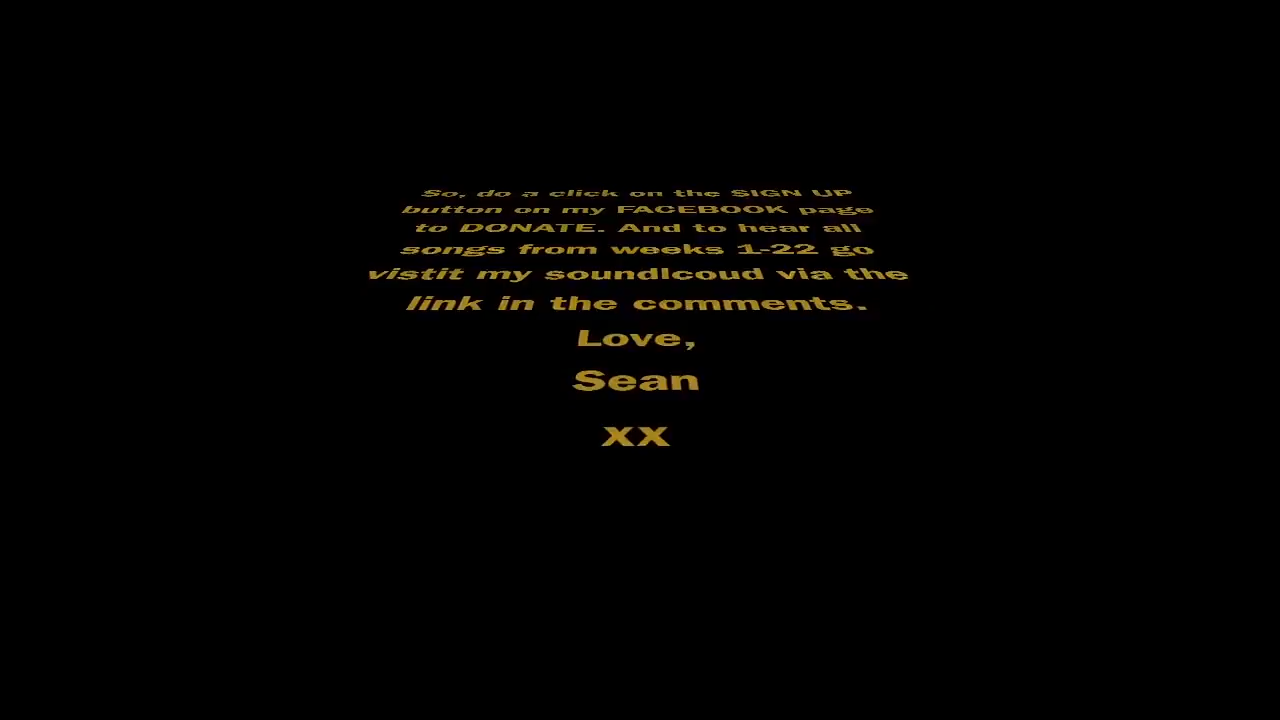 So, do a click on the SIGN UP
button on my FACEBOOK page
to DONATE. And to hear all
songs from weeks 1-22 go
vistit my soundlcoud via the
link in the comments.
Love,
Sean
xx